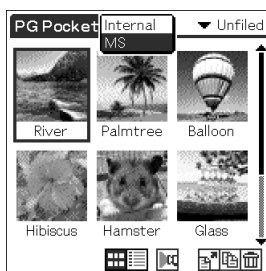 PG Pocket Internal ▼ Unfiled
MS
River Palmtree Balloon
Hibiscus Hamster Glass